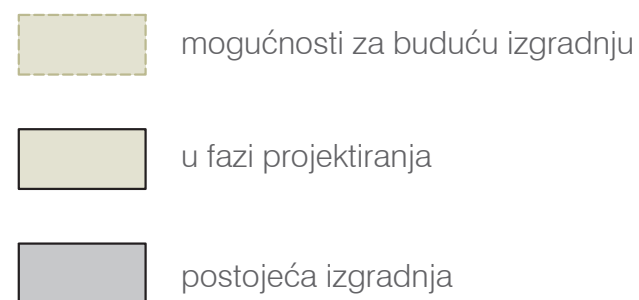 mogućnosti za buduću izgradnju
u fazi projektiranja
postojeća izgradnja